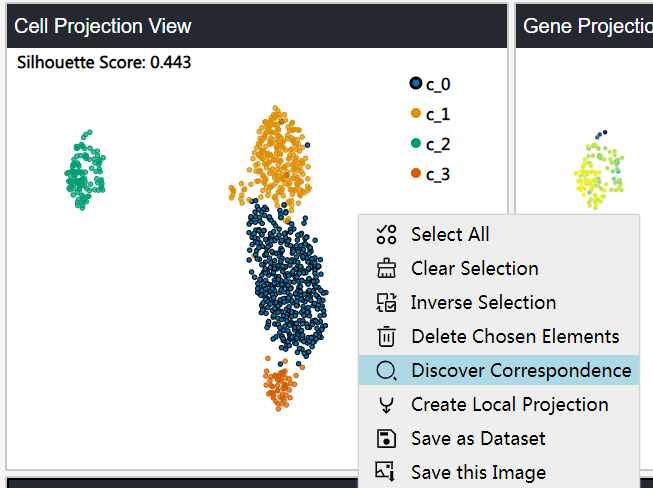 Cell Projection View
Gene Projectio
Silhouette Score: 0.443
c_0
c_1
c_2
c_3
Select All
Clear Selection
Inverse Selection
Delete Chosen Elements
Discover Correspondence
Create Local Projection
Save as Dataset
Save this Image